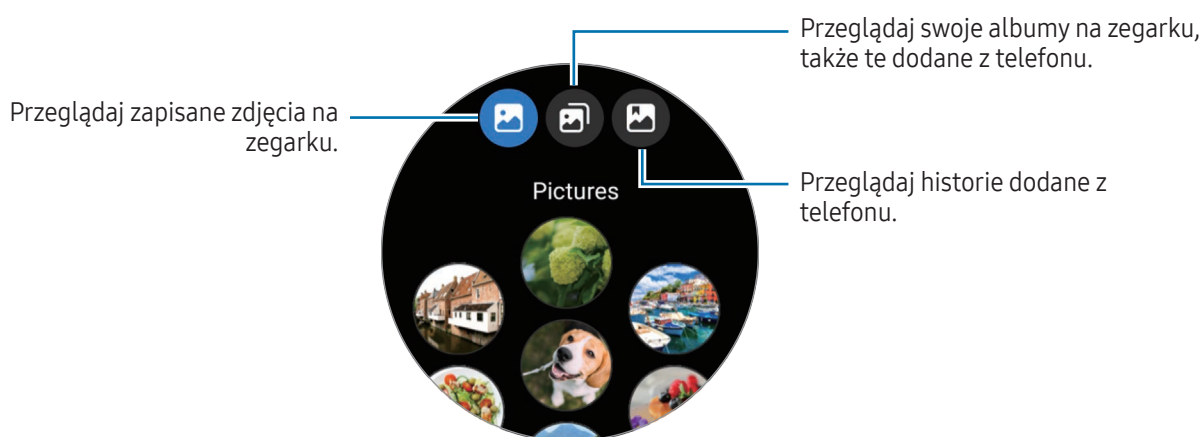 Przeglądaj swoje albumy na zegarku,
także te dodane z telefonu.
Przeglądaj zapisane zdjęcia na
zegarku.
Pictures
Przeglądaj historie dodane z
telefonu.